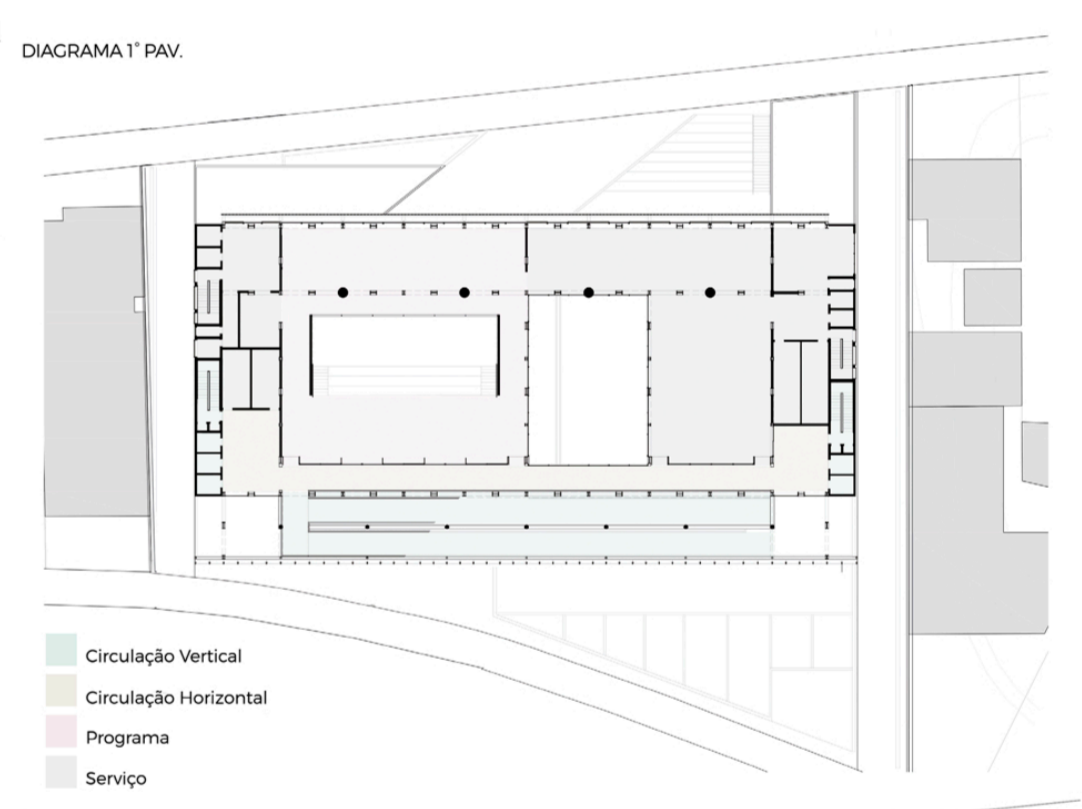 DIAGRAMA 1° PAV.
Circulação Vertical
Circulação Horizontal
Programa
Serviço